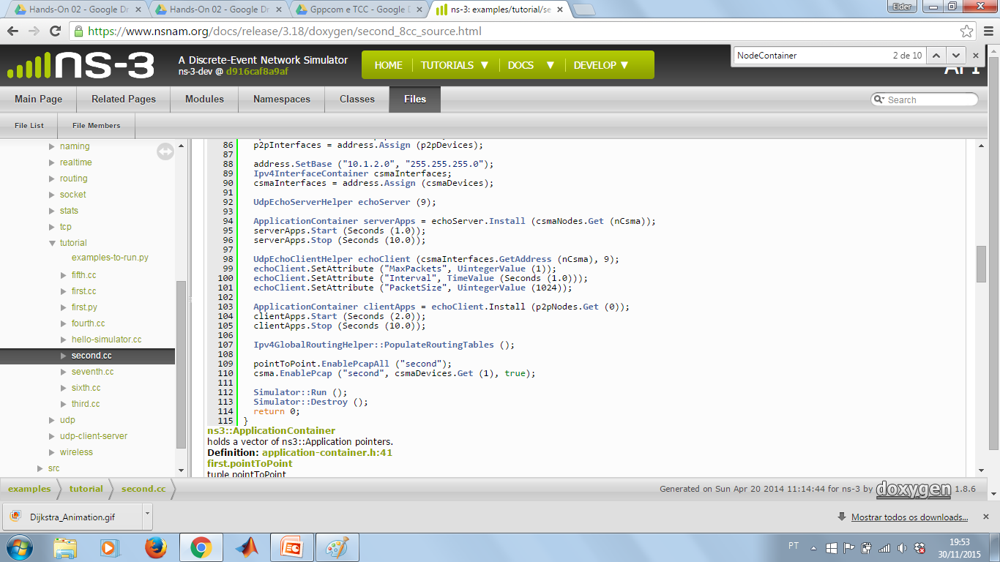 Hands-On 02 - Google Dr
Hands-On 02 - Google Dr
Gppcom e TCC - Google D
ns-3: examples/tutorial/se
Elder
https://www.nsnam.org/docs/release/3.18/doxygen/second_8cc_source.html
NodeContainer 2 de 10
NS-3
A Discrete-Event Network Simulator
ns-3-dev @ d916caf8a9af
HOME TUTORIALS ▼ DOCS ▼ DEVELOP ▼
API
Main Page Related Pages Modules Namespaces Classes Files
Search
File List File Members
naming
realtime
routing
socket
stats
tcp
tutorial
examples-to-run.py
fifth.cc
first.cc
first.py
fourth.cc
hello-simulator.cc
second.cc
seventh.cc
sixth.cc
third.cc
udp
udp-client-server
wireless
src
86 p2pInterfaces = address.Assign (p2pDevices);
87
88 address.SetBase ("10.1.2.0", "255.255.255.0");
89 Ipv4InterfaceContainer csmaInterfaces;
90 csmaInterfaces = address.Assign (csmaDevices);
91
92 UdpEchoServerHelper echoServer (9);
93
94 ApplicationContainer serverApps = echoServer.Install (csmaNodes.Get (nCsma));
95 serverApps.Start (Seconds (1.0));
96 serverApps.Stop (Seconds (10.0));
97
98 UdpEchoClientHelper echoClient (csmaInterfaces.GetAddress (nCsma), 9);
99 echoClient.SetAttribute ("MaxPackets", UintegerValue (1));
100 echoClient.SetAttribute ("Interval", TimeValue (Seconds (1.0)));
101 echoClient.SetAttribute ("PacketSize", UintegerValue (1024));
102
103 ApplicationContainer clientApps = echoClient.Install (p2pNodes.Get (0));
104 clientApps.Start (Seconds (2.0));
105 clientApps.Stop (Seconds (10.0));
106
107 Ipv4GlobalRoutingHelper::PopulateRoutingTables ();
108
109 pointToPoint.EnablePcapAll ("second");
110 csma.EnablePcap ("second", csmaDevices.Get (1), true);
111
112 Simulator::Run ();
113 Simulator::Destroy ();
114 return 0;
115 }
ns3::ApplicationContainer
holds a vector of ns3::Application pointers.
Definition: application-container.h:41
first.pointToPoint
tuple pointToPoint
examples tutorial second.cc
Generated on Sun Apr 20 2014 11:14:44 for ns-3 by doxygen 1.8.6
Dijkstra_Animation.gif
Mostrar todos os downloads...
PT
19:53
30/11/2015